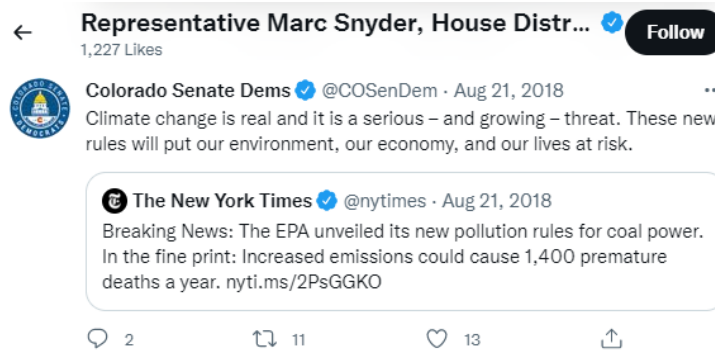 Representative Marc Snyder, House Distr...
Follow
1,227 Likes
Colorado Senate Dems @COSenDem · Aug 21, 2018
Climate change is real and it is a serious – and growing – threat. These new
rules will put our environment, our economy, and our lives at risk.
The New York Times @nytimes · Aug 21, 2018
Breaking News: The EPA unveiled its new pollution rules for coal power.
In the fine print: Increased emissions could cause 1,400 premature
deaths a year. nyti.ms/2PsGGKO
2 11 13